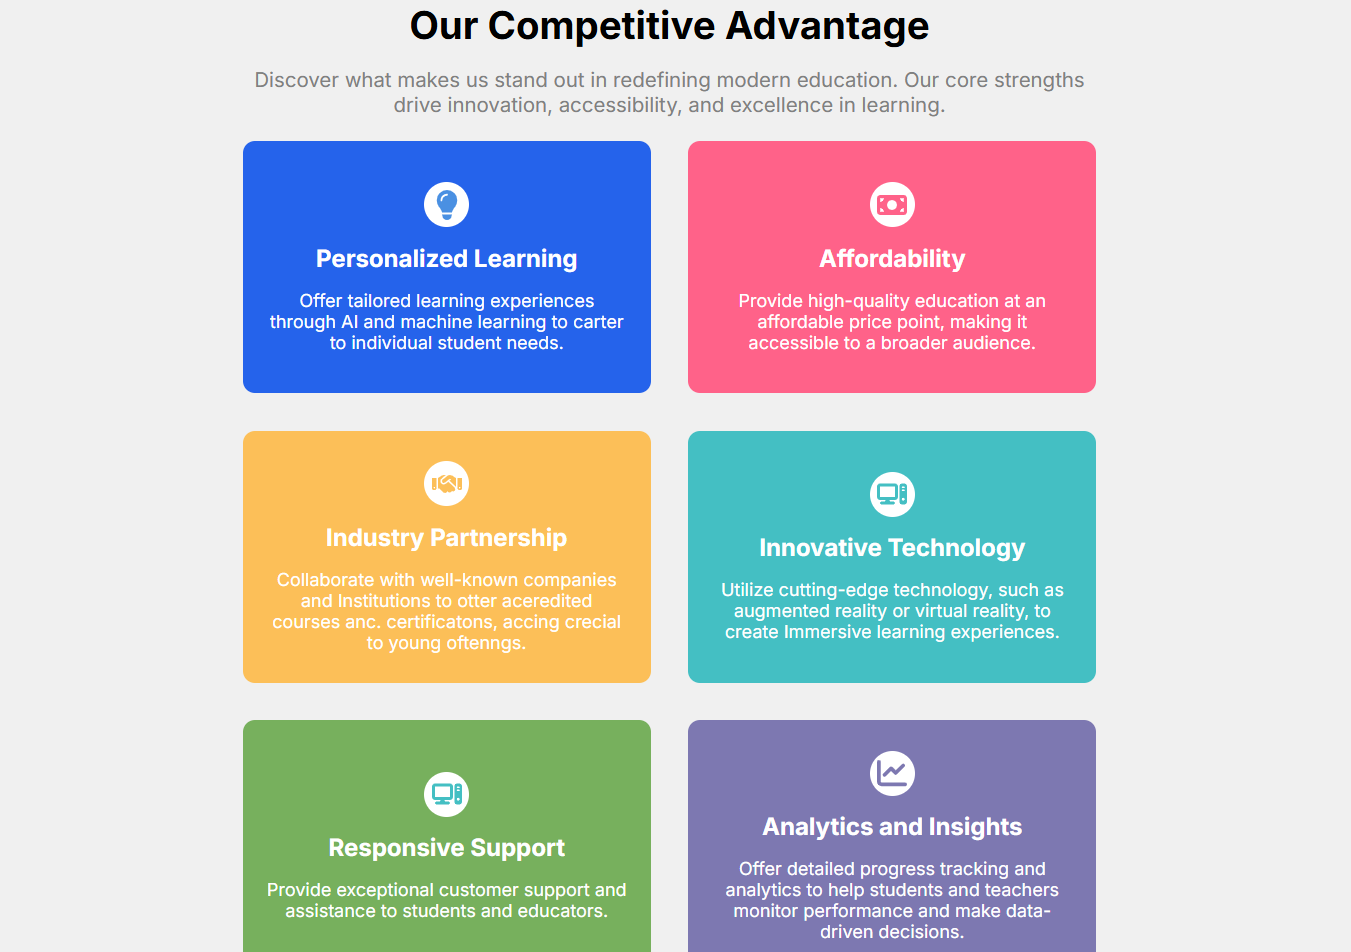 Our Competitive Advantage
Discover what makes us stand out in redefining modern education. Our core strengths
drive innovation, accessibility, and excellence in learning.
Personalized Learning
Offer tailored learning experiences
through AI and machine learning to carter
to individual student needs.
Affordability
Provide high-quality education at an
affordable price point, making it
accessible to a broader audience.
Industry Partnership
Collaborate with well-known companies
and Institutions to otter aceredited
courses anc. certificatons, accing crecial
to young oftenngs.
Innovative Technology
Utilize cutting-edge technology, such as
augmented reality or virtual reality, to
create Immersive learning experiences.
Responsive Support
Provide exceptional customer support and
assistance to students and educators.
Analytics and Insights
Offer detailed progress tracking and
analytics to help students and teachers
monitor performance and make data-
driven decisions.